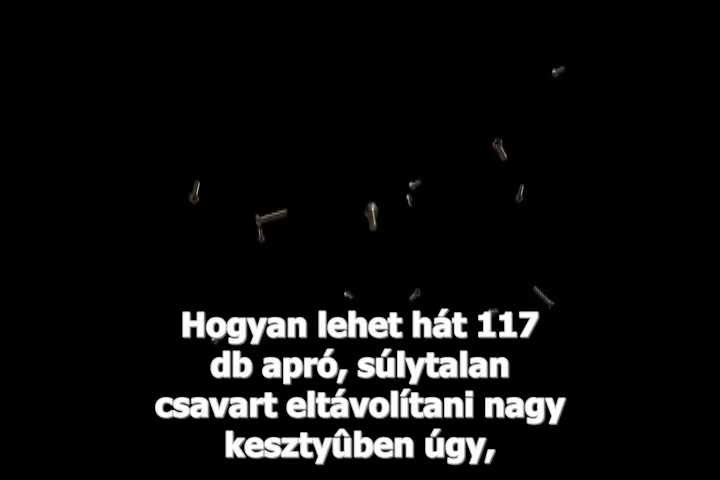 Hogyan lehet hát 117
db apró, súlytalan
csavart eltávolítani nagy
kesztyûben úgy,